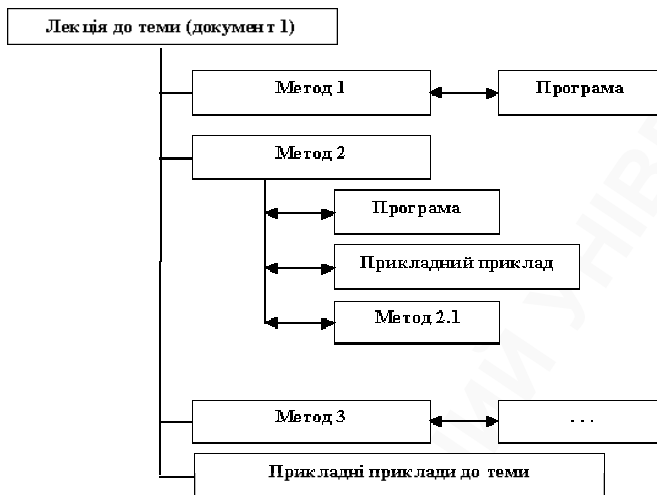 Лекція до теми (документ 1)
Метод 1
Програма
Метод 2
Програма
Прикладний приклад
Метод 2.1
Метод 3
. . .
Прикладні приклади до теми